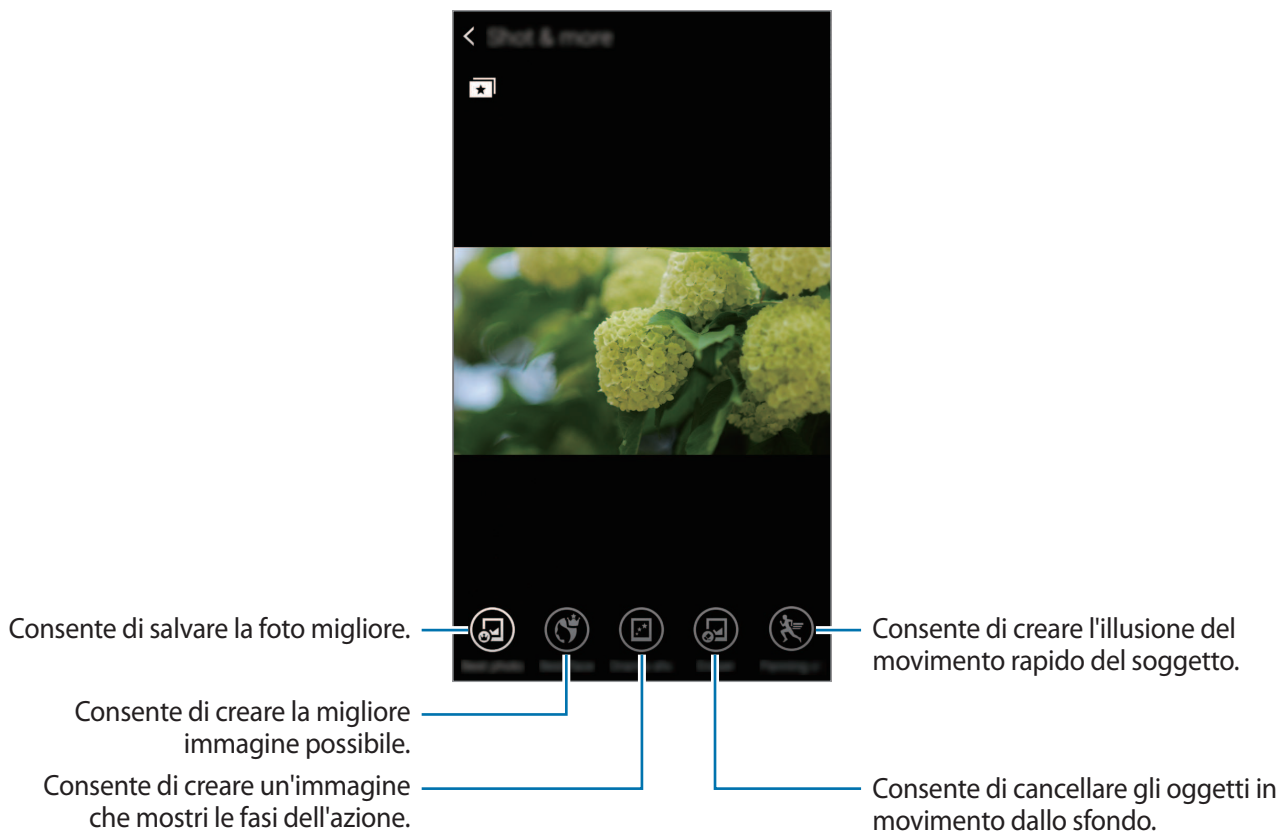 Shot & more
Consente di salvare la foto migliore.
Consente di creare la migliore
immagine possibile.
Consente di creare un'immagine
che mostri le fasi dell'azione.
Consente di creare l'illusione del
movimento rapido del soggetto.
Consente di cancellare gli oggetti in
movimento dallo sfondo.